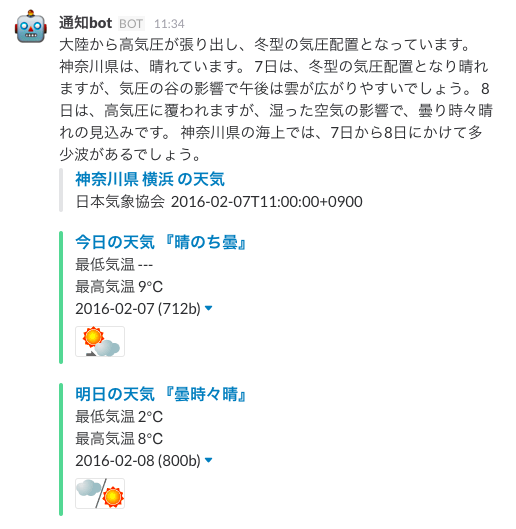 通知bot BOT 11:34
大陸から高気圧が張り出し、冬型の気圧配置となっています。
神奈川県は、晴れています。 7日は、冬型の気圧配置となり晴れ
ますが、気圧の谷の影響で午後は雲が広がりやすいでしょう。 8
日は、高気圧に覆われますが、湿った空気の影響で、曇り時々晴
れの見込みです。 神奈川県の海上では、7日から8日にかけて多
少波があるでしょう。
神奈川県 横浜 の天気
日本気象協会 2016-02-07T11:00:00+0900
今日の天気 『晴のち曇』
最低気温 ---
最高気温 9℃
2016-02-07 (712b)
明日の天気 『曇時々晴』
最低気温 2℃
最高気温 8℃
2016-02-08 (800b)